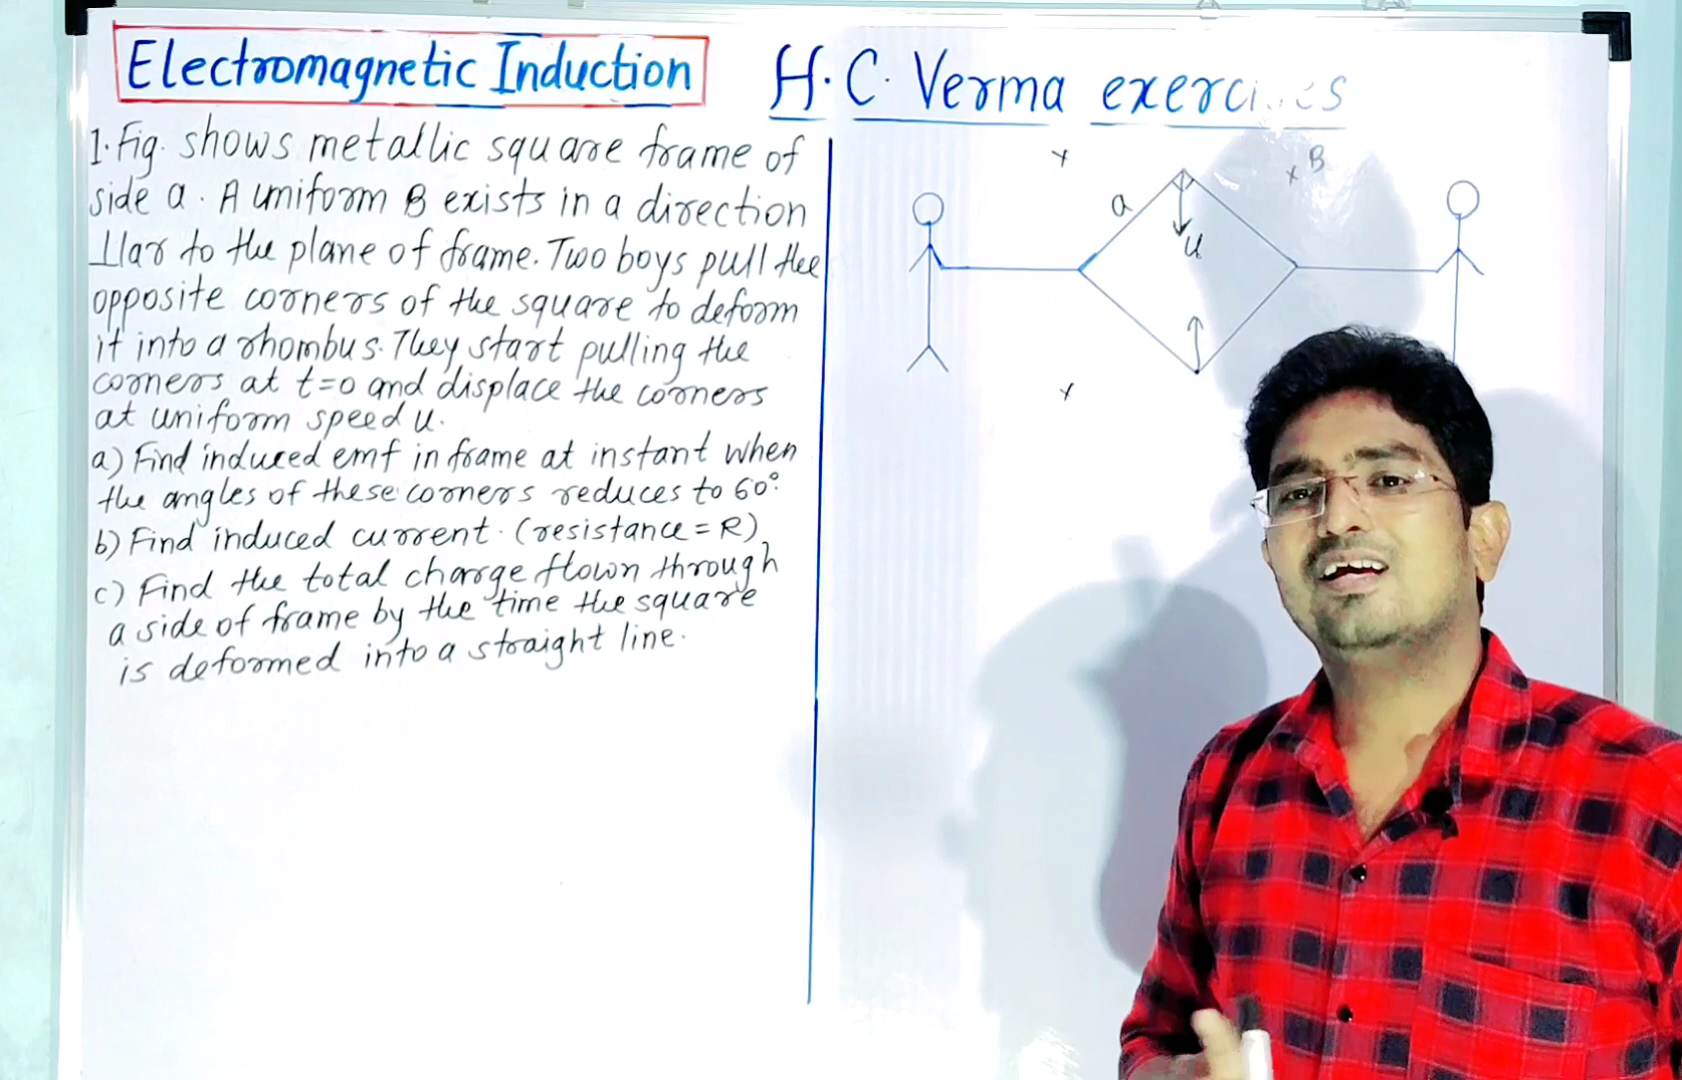 Electromagnetic Induction
H.C. Verma
1. Fig. shows metallic square frame of
side a. A uniform B exists in a direction
⊥lar to the plane of frame. Two boys pull the
opposite corners of the square to deform
it into a rhombus. They start pulling the
corners at t=0 and displace the corners
at uniform speed u.
a) Find induced emf in frame at instant when
the angles of these corners reduces to 60°.
b) Find induced current. (resistance = R)
c) Find the total charge flown through
a side of frame by the time the square
is deformed into a straight line.
x
x B
a
u
x